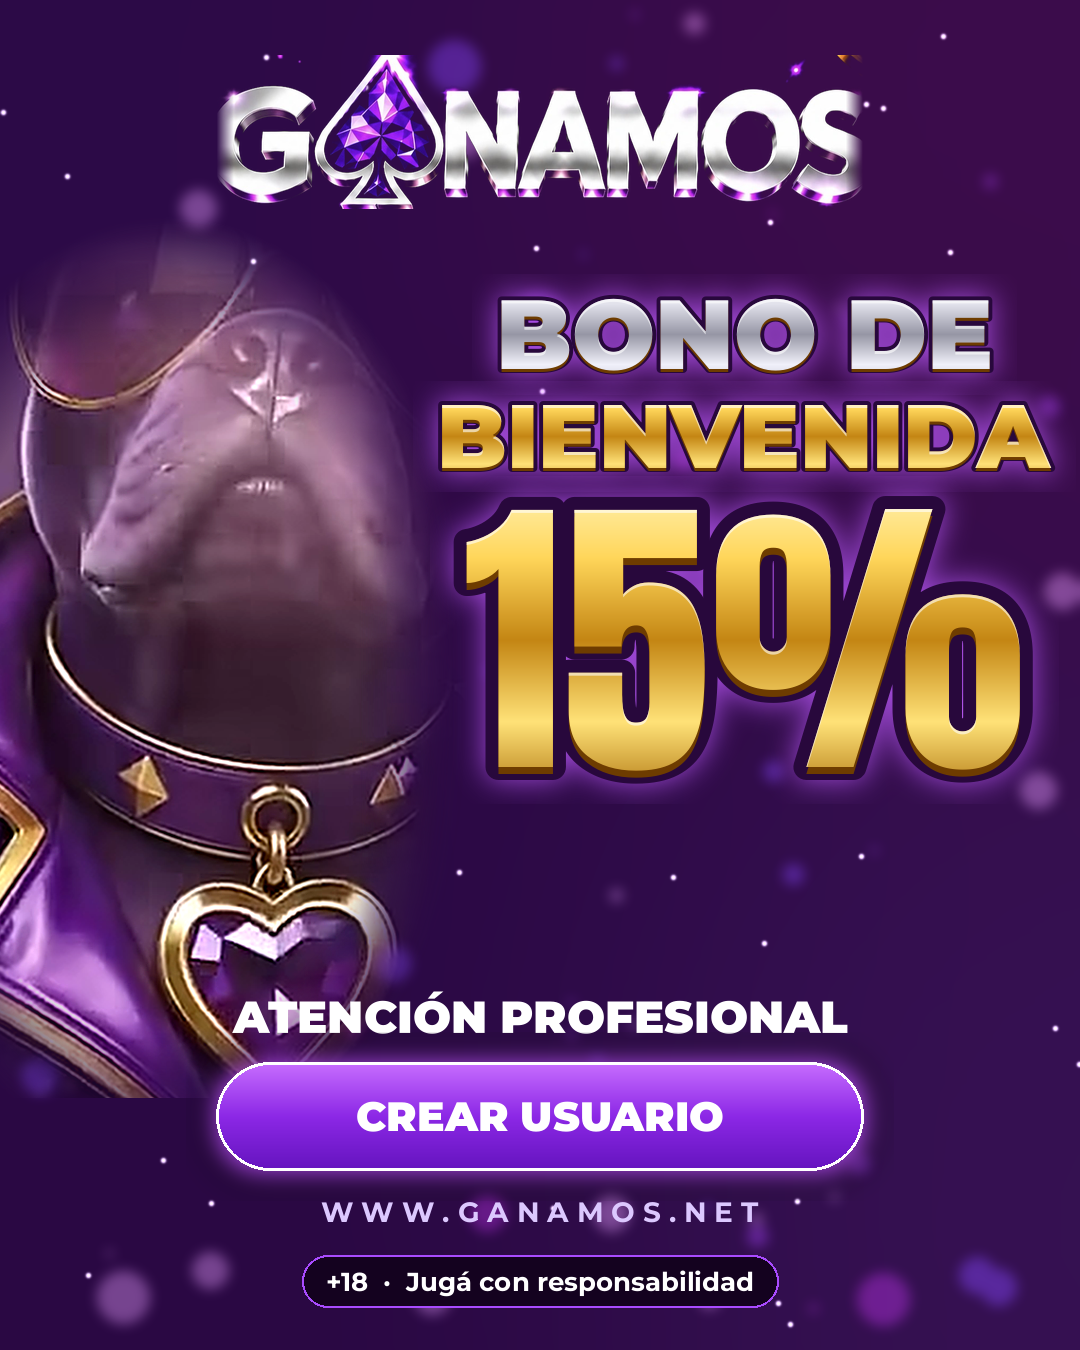 GANAMOS
BONO DE
BIENVENIDA
15%
ATENCIÓN PROFESIONAL
CREAR USUARIO
WWW.GANAMOS.NET
+18 · Jugá con responsabilidad